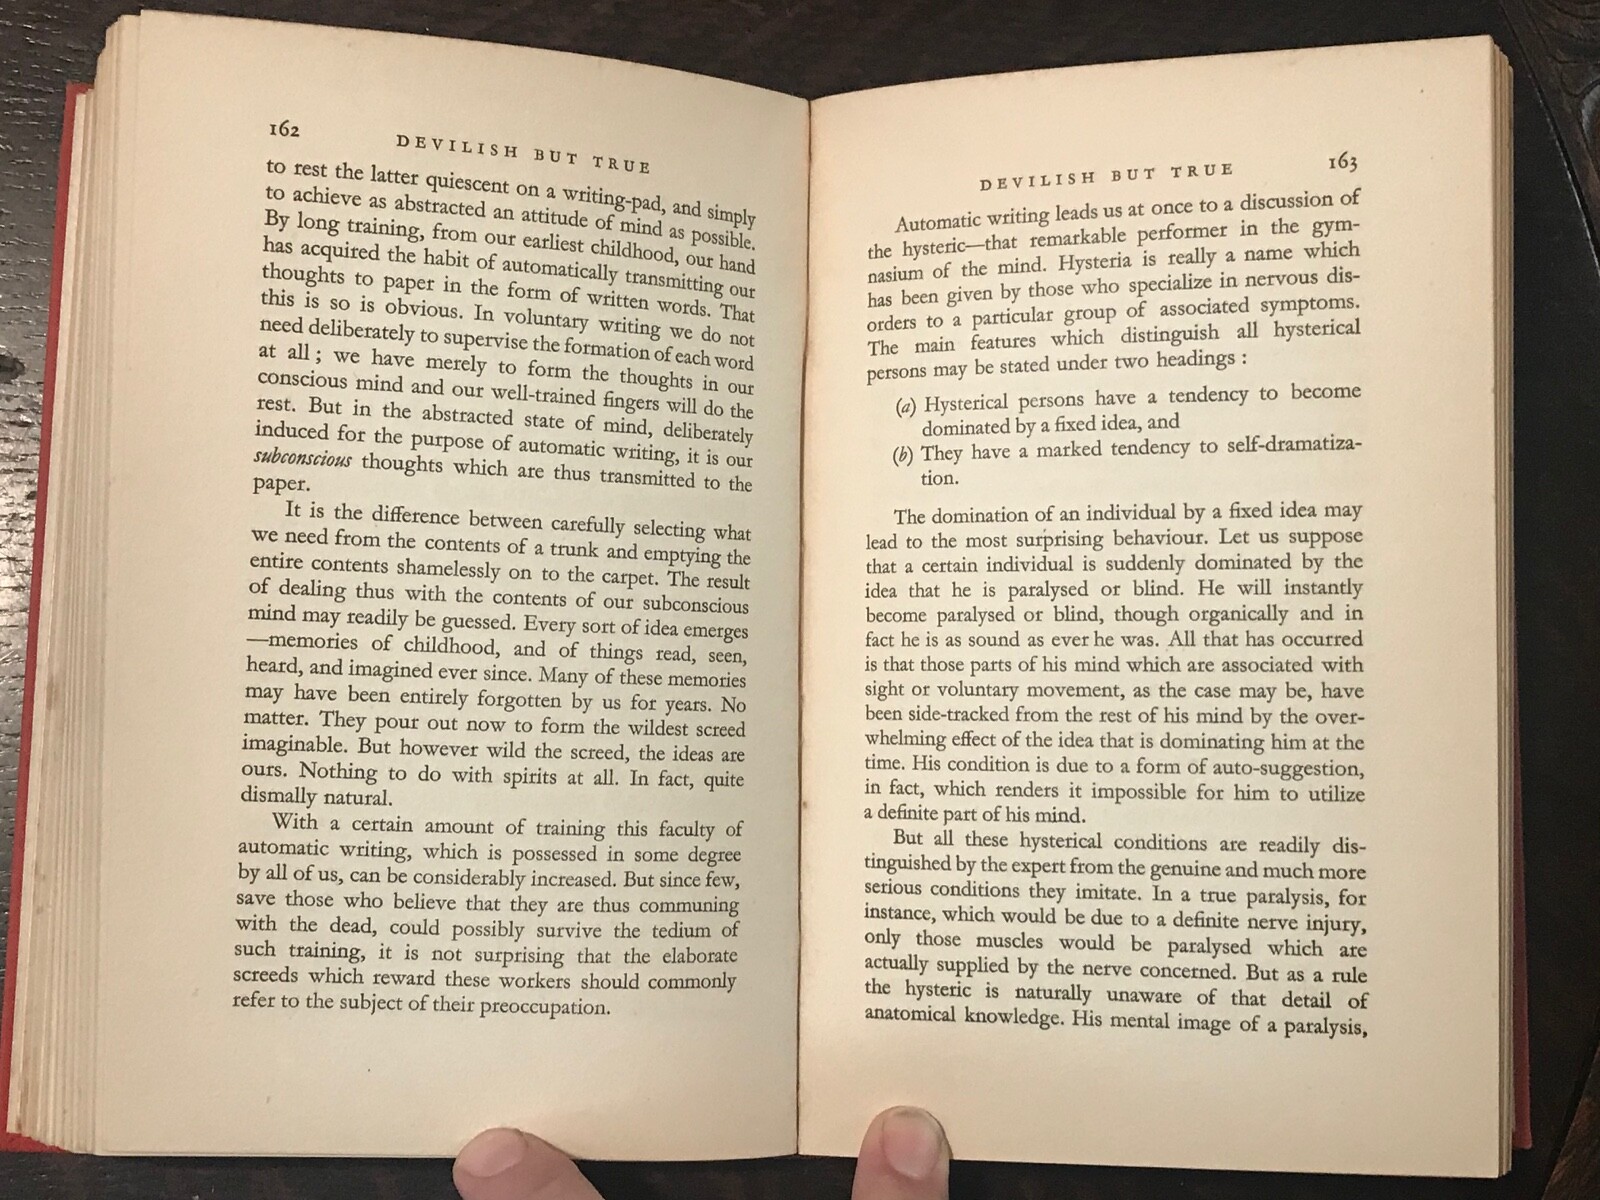 162
DEVILISH BUT TRUE
to rest the latter quiescent on a writing-pad, and simply
to achieve as abstracted an attitude of mind as possible.
By long training, from our earliest childhood, our hand
has acquired the habit of automatically transmitting our
thoughts to paper in the form of written words. That
this is so is obvious. In voluntary writing we do not
need deliberately to supervise the formation of each word
at all; we have merely to form the thoughts in our
conscious mind and our well-trained fingers will do the
rest. But in the abstracted state of mind, deliberately
induced for the purpose of automatic writing, it is our
subconscious thoughts which are thus transmitted to the
paper.
It is the difference between carefully selecting what
we need from the contents of a trunk and emptying the
entire contents shamelessly on to the carpet. The result
of dealing thus with the contents of our subconscious
mind may readily be guessed. Every sort of idea emerges
—memories of childhood, and of things read, seen,
heard, and imagined ever since. Many of these memories
may have been entirely forgotten by us for years. No
matter. They pour out now to form the wildest screed
imaginable. But however wild the screed, the ideas are
ours. Nothing to do with spirits at all. In fact, quite
dismally natural.
With a certain amount of training this faculty of
automatic writing, which is possessed in some degree
by all of us, can be considerably increased. But since few,
save those who believe that they are thus communing
with the dead, could possibly survive the tedium of
such training, it is not surprising that the elaborate
screeds which reward these workers should commonly
refer to the subject of their preoccupation.
DEVILISH BUT TRUE
163
Automatic writing leads us at once to a discussion of
the hysteric—that remarkable performer in the gym-
nasium of the mind. Hysteria is really a name which
has been given by those who specialize in nervous dis-
orders to a particular group of associated symptoms.
The main features which distinguish all hysterical
persons may be stated under two headings :
(a) Hysterical persons have a tendency to become
dominated by a fixed idea, and
(b) They have a marked tendency to self-dramatiza-
tion.
The domination of an individual by a fixed idea may
lead to the most surprising behaviour. Let us suppose
that a certain individual is suddenly dominated by the
idea that he is paralysed or blind. He will instantly
become paralysed or blind, though organically and in
fact he is as sound as ever he was. All that has occurred
is that those parts of his mind which are associated with
sight or voluntary movement, as the case may be, have
been side-tracked from the rest of his mind by the over-
whelming effect of the idea that is dominating him at the
time. His condition is due to a form of auto-suggestion,
in fact, which renders it impossible for him to utilize
a definite part of his mind.
But all these hysterical conditions are readily dis-
tinguished by the expert from the genuine and much more
serious conditions they imitate. In a true paralysis, for
instance, which would be due to a definite nerve injury,
only those muscles would be paralysed which are
actually supplied by the nerve concerned. But as a rule
the hysteric is naturally unaware of that detail of
anatomical knowledge. His mental image of a paralysis,